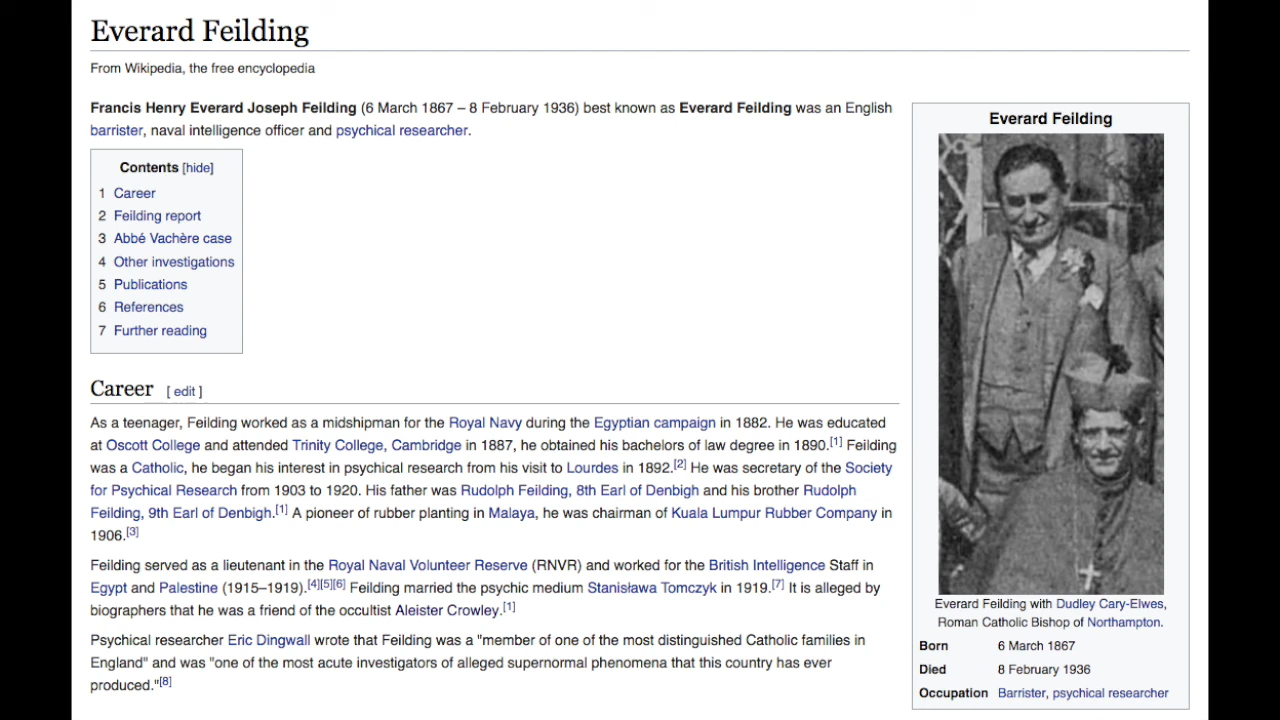 Everard Feilding
From Wikipedia, the free encyclopedia
Francis Henry Everard Joseph Feilding (6 March 1867 – 8 February 1936) best known as Everard Feilding was an English
barrister, naval intelligence officer and psychical researcher.
Contents [hide]
1 Career
2 Feilding report
3 Abbé Vachère case
4 Other investigations
5 Publications
6 References
7 Further reading
Career [ edit ]
As a teenager, Feilding worked as a midshipman for the Royal Navy during the Egyptian campaign in 1882. He was educated
at Oscott College and attended Trinity College, Cambridge in 1887, he obtained his bachelors of law degree in 1890.[1] Feilding
was a Catholic, he began his interest in psychical research from his visit to Lourdes in 1892.[2] He was secretary of the Society
for Psychical Research from 1903 to 1920. His father was Rudolph Feilding, 8th Earl of Denbigh and his brother Rudolph
Feilding, 9th Earl of Denbigh.[1] A pioneer of rubber planting in Malaya, he was chairman of Kuala Lumpur Rubber Company in
1906.[3]
Feilding served as a lieutenant in the Royal Naval Volunteer Reserve (RNVR) and worked for the British Intelligence Staff in
Egypt and Palestine (1915–1919).[4][5][6] Feilding married the psychic medium Stanisława Tomczyk in 1919.[7] It is alleged by
biographers that he was a friend of the occultist Aleister Crowley.[1]
Psychical researcher Eric Dingwall wrote that Feilding was a "member of one of the most distinguished Catholic families in
England" and was "one of the most acute investigators of alleged supernormal phenomena that this country has ever
produced."[8]
Everard Feilding
Everard Feilding with Dudley Cary-Elwes,
Roman Catholic Bishop of Northampton.
Born 6 March 1867
Died 8 February 1936
Occupation Barrister, psychical researcher